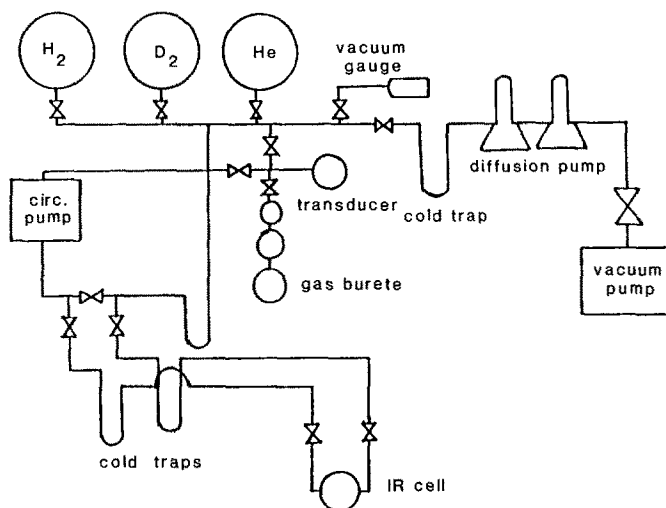 H2
D2
He
vacuum
gauge
diffusion pump
circ.
pump
transducer
cold trap
gas burete
vacuum
pump
cold traps
IR cell